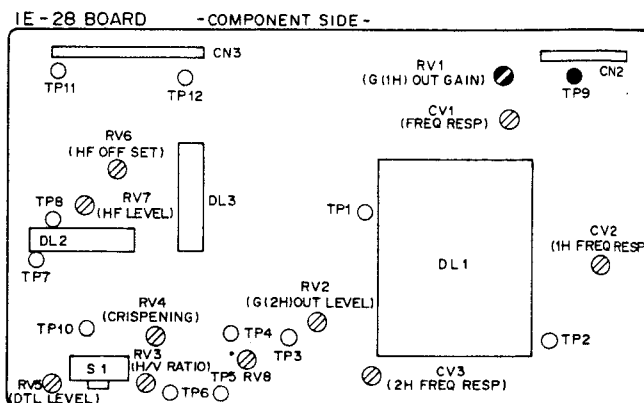 IE-28 BOARD -COMPONENT SIDE-
CN3
TP11
TP12
RV1
(G(1H) OUT GAIN)
CN2
TP9
CV1
(FREQ RESP)
RV6
(HF OFF SET)
RV7
(HF LEVEL)
TP8
DL2
TP7
DL3
TP1
DL1
CV2
(1H FREQ RESP)
RV2
(G(2H)OUT LEVEL)
RV4
(CRISPENING)
TP10
TP4
TP3
TP2
S1
RV3
(H/V RATIO)
RV5
(DTL LEVEL)
TP6
TP5
* RV8
CV3
(2H FREQ RESP)